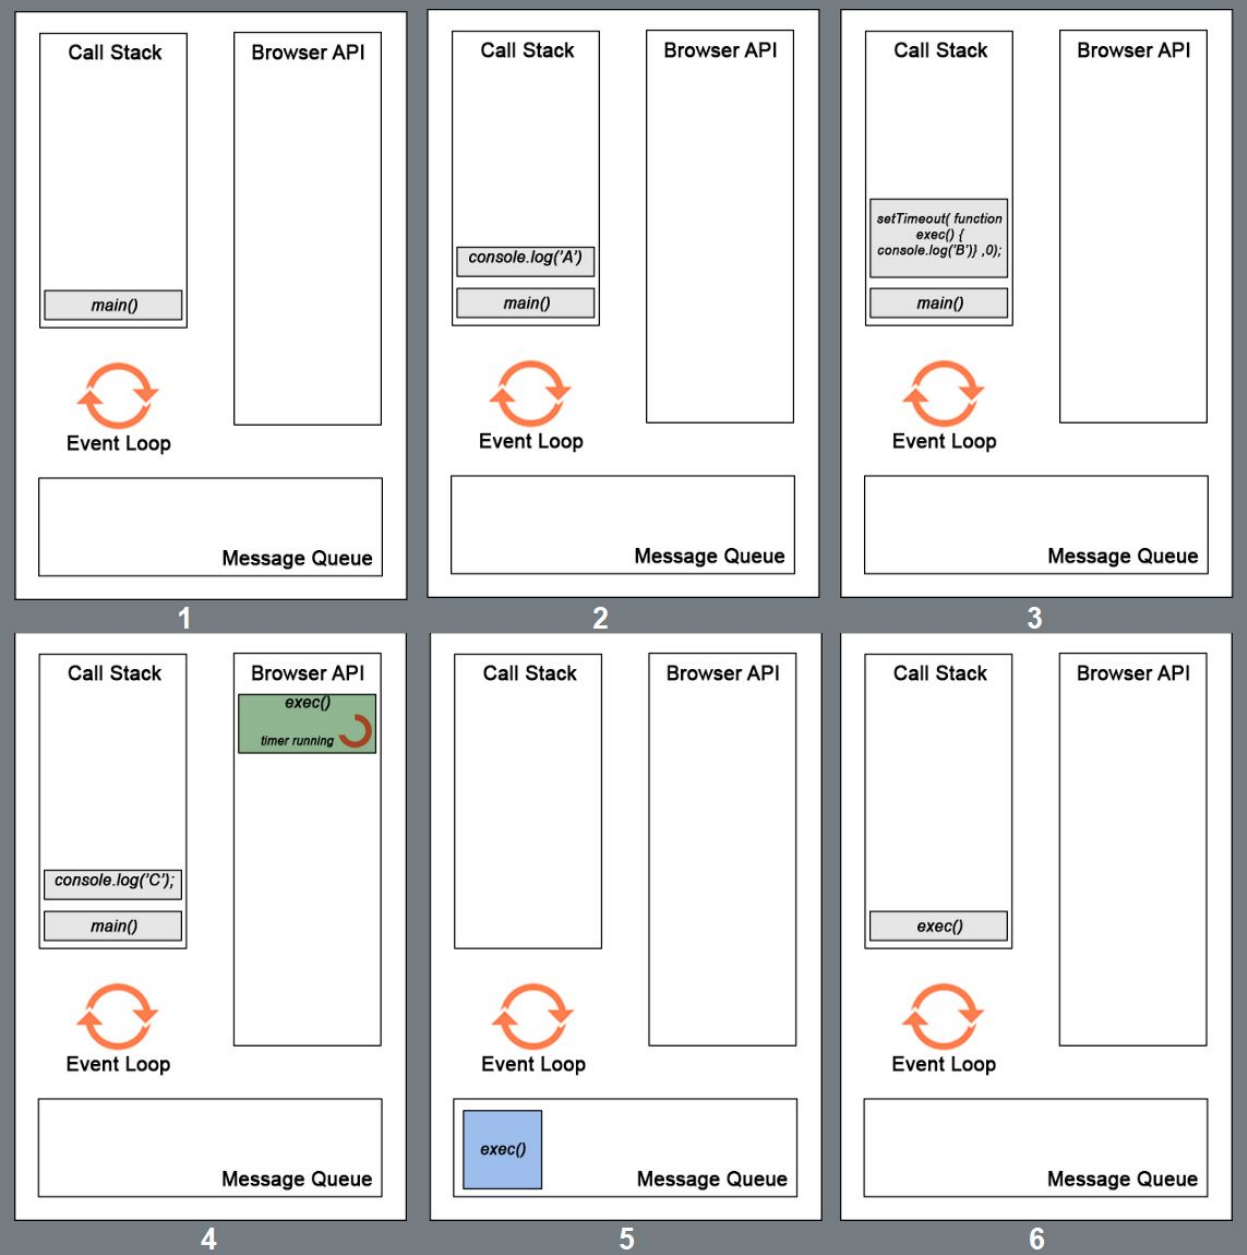 Call Stack
Browser API
main()
Event Loop
Message Queue
1
Call Stack
Browser API
console.log('A')
main()
Event Loop
Message Queue
2
Call Stack
Browser API
setTimeout( function
exec() {
console.log('B')} ,0);
main()
Event Loop
Message Queue
3
Call Stack
Browser API
exec()
timer running
console.log('C');
main()
Event Loop
Message Queue
4
Call Stack
Browser API
Event Loop
exec()
Message Queue
5
Call Stack
Browser API
exec()
Event Loop
Message Queue
6